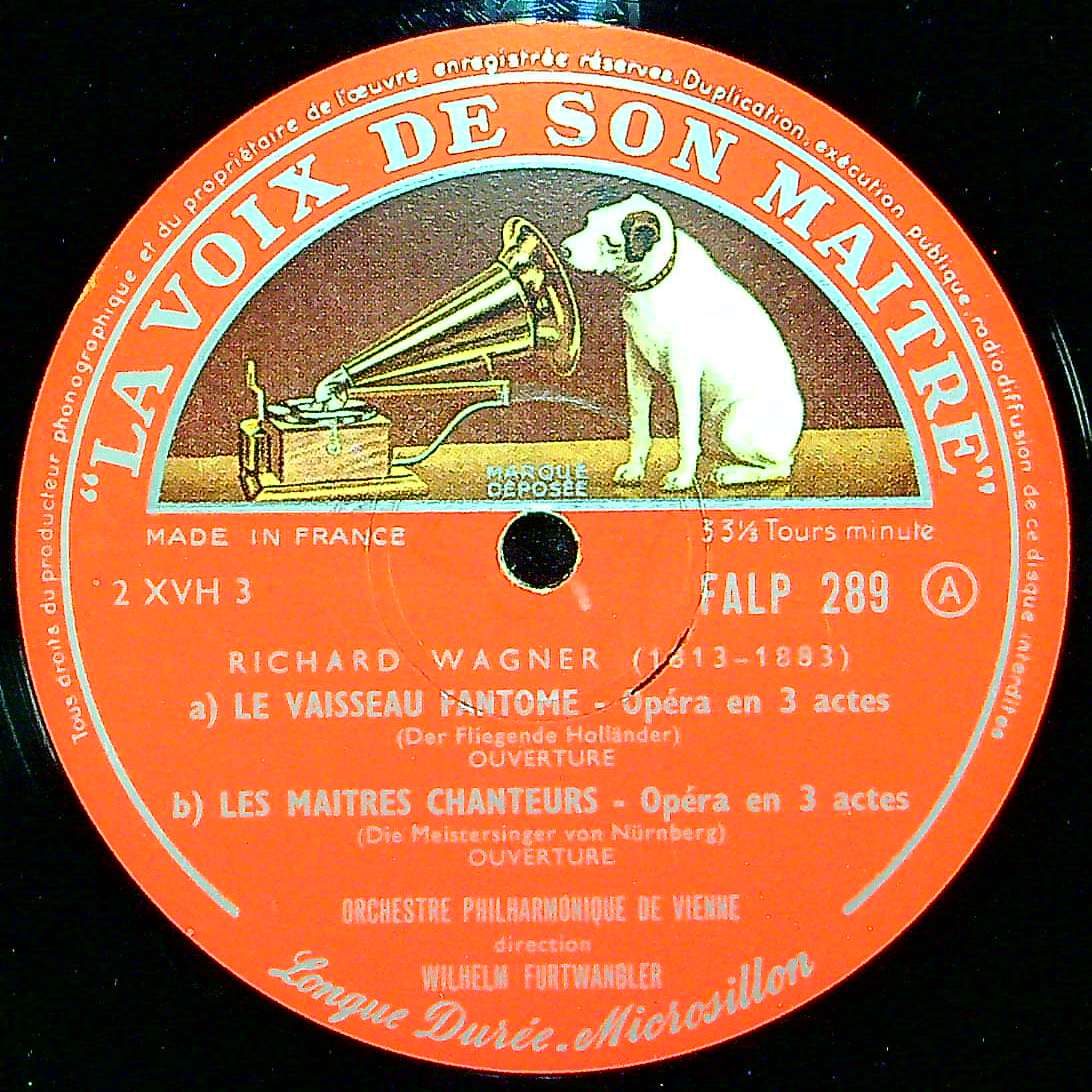 Tous droits du producteur phonographique et du propriétaire de l'œuvre enregistrée réservés. Duplication, exécution publique, radiodiffusion de ce disque interdites
“LA VOIX DE SON MAITRE”
MARQUE
DÉPOSÉE
MADE IN FRANCE
33⅓ Tours minute
2 XVH 3
FALP 289 A
RICHARD WAGNER (1813-1883)
a) LE VAISSEAU FANTOME - Opéra en 3 actes
(Der Fliegende Holländer)
OUVERTURE
b) LES MAITRES CHANTEURS - Opéra en 3 actes
(Die Meistersinger von Nürnberg)
OUVERTURE
ORCHESTRE PHILHARMONIQUE DE VIENNE
direction
WILHELM FURTWANGLER
Longue Durée.Microsillon